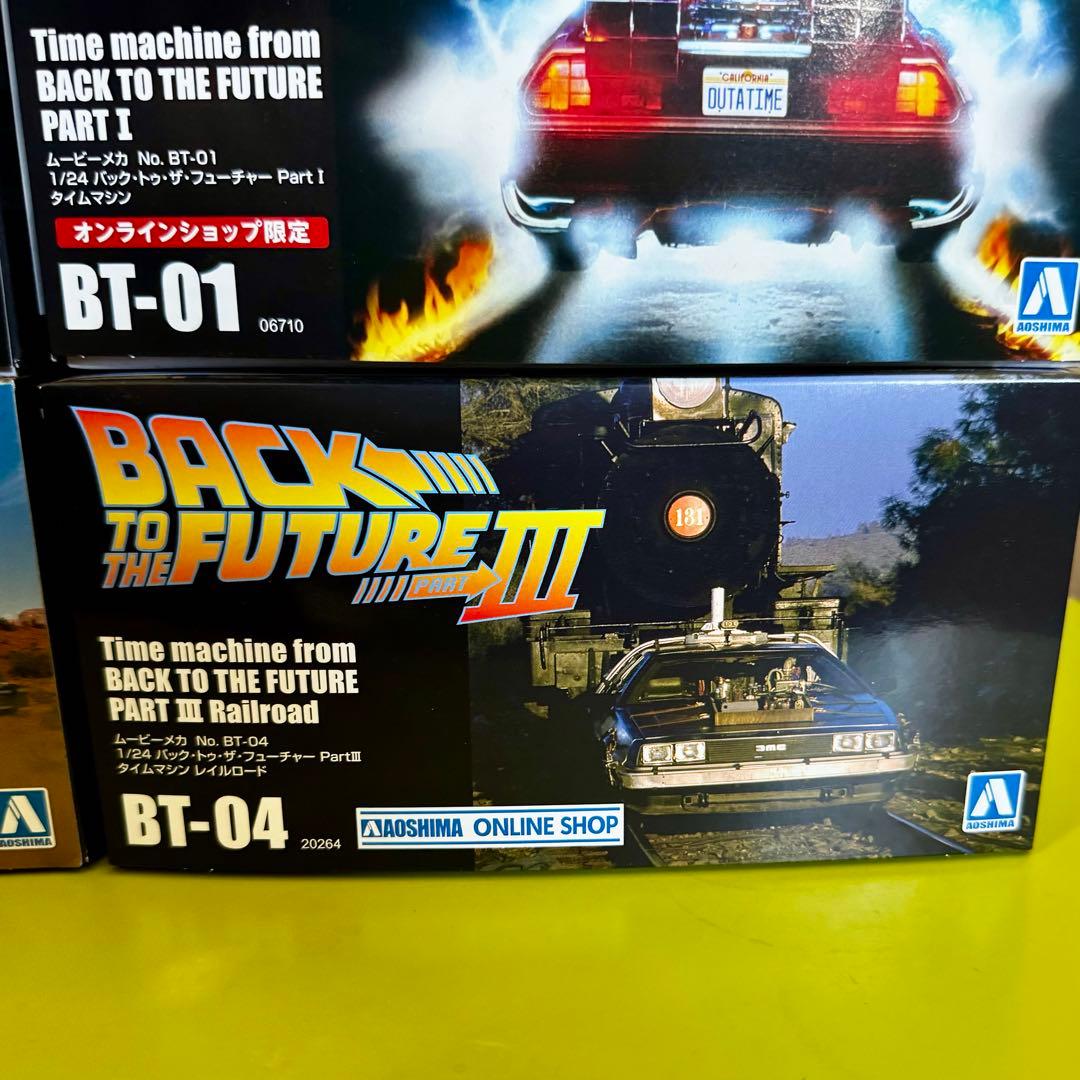 Time machine from
BACK TO THE FUTURE
PART I
ムービーメカ No. BT-01
1/24 バック・トゥ・ザ・フューチャー Part I
タイムマシン
オンラインショップ限定
BT-01 06710
CALIFORNIA
OUTATIME
AOSHIMA
BACK
TO THE FUTURE
PART III
131
Time machine from
BACK TO THE FUTURE
PART III Railroad
ムービーメカ No. BT-04
1/24 バック・トゥ・ザ・フューチャー PartⅢ
タイムマシン レイルロード
BT-04 20264
AOSHIMA ONLINE SHOP
DMC
AOSHIMA
AOSHIMA